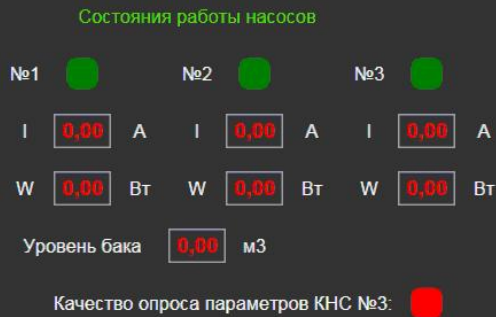 Состояния работы насосов
№1 №2 №3
I 0,00 А I 0,00 А I 0,00 А
W 0,00 Вт W 0,00 Вт W 0,00 Вт
Уровень бака 0,00 м3
Качество опроса параметров КНС №3: